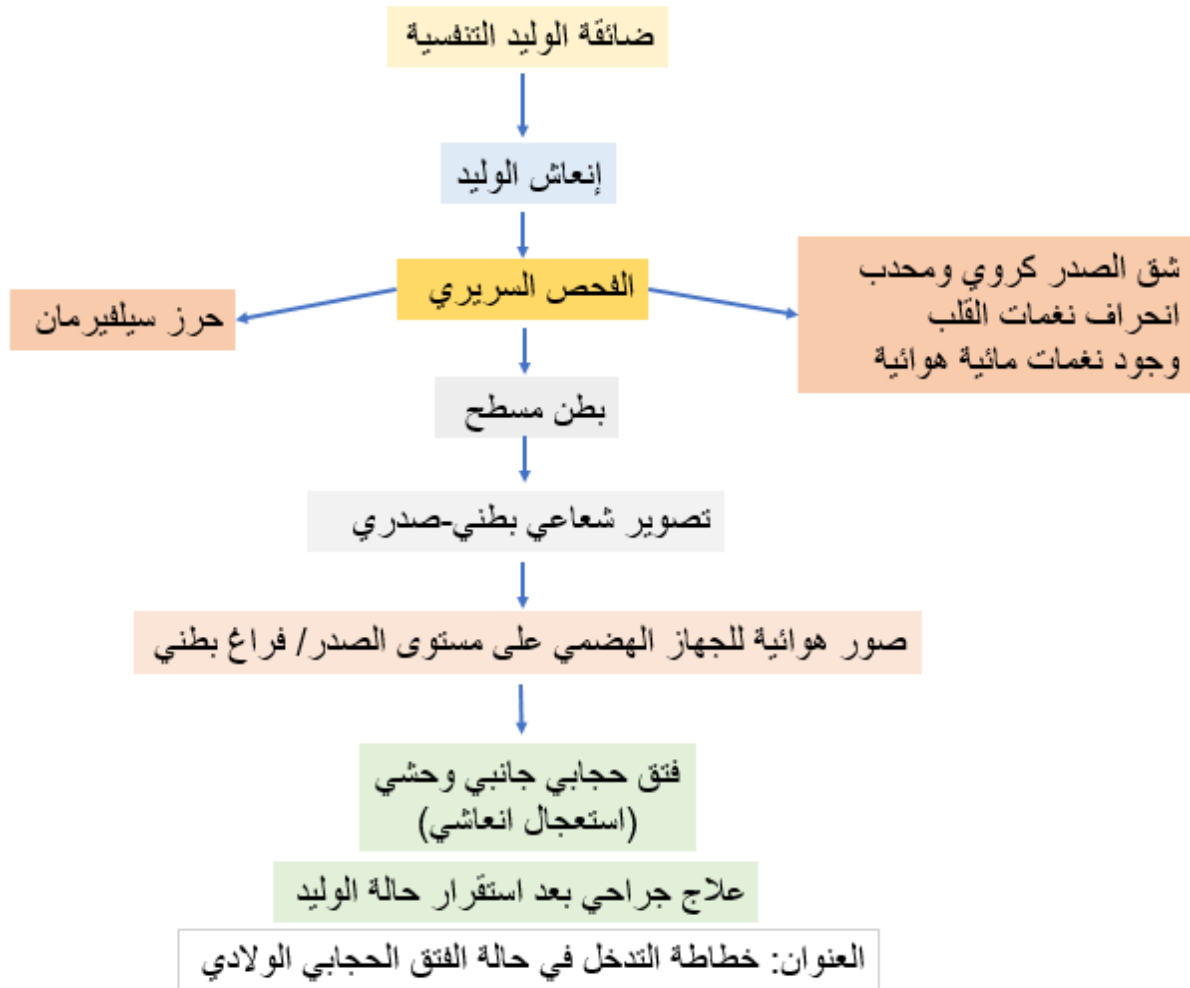 ضائقة الوليد التنفسية
إنعاش الوليد
شق الصدر كروي ومحدب
انحراف نغمات القلب
وجود نغمات مائية هوائية
الفحص السريري
حرز سيلفيرمان
بطن مسطح
تصوير شعاعي بطني-صدري
صور هوائية للجهاز الهضمي على مستوى الصدر/ فراغ بطني
فتق حجابي جانبي وحشي
(استعجال انعاشي)
علاج جراحي بعد استقرار حالة الوليد
العنوان: خطاطة التدخل في حالة الفتق الحجابي الولادي